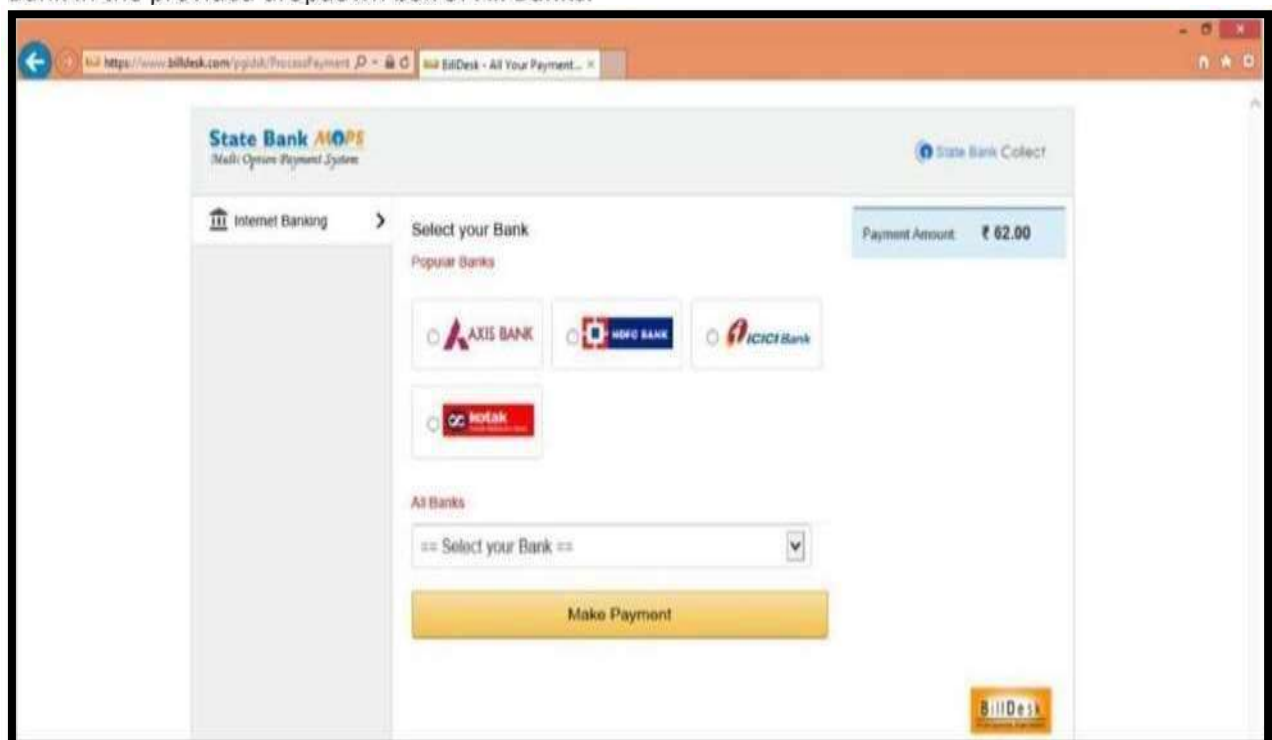 https://www.billdesk.com/pgidsk/ProcessPayment
BillDesk - All Your Payment...
State Bank MOPS
Multi Option Payment System
State Bank Collect
Internet Banking
Select your Bank
Payment Amount: ₹ 62.00
Popular Banks
AXIS BANK
HDFC BANK
ICICI Bank
kotak
All Banks
== Select your Bank ==
Make Payment
BillDesk